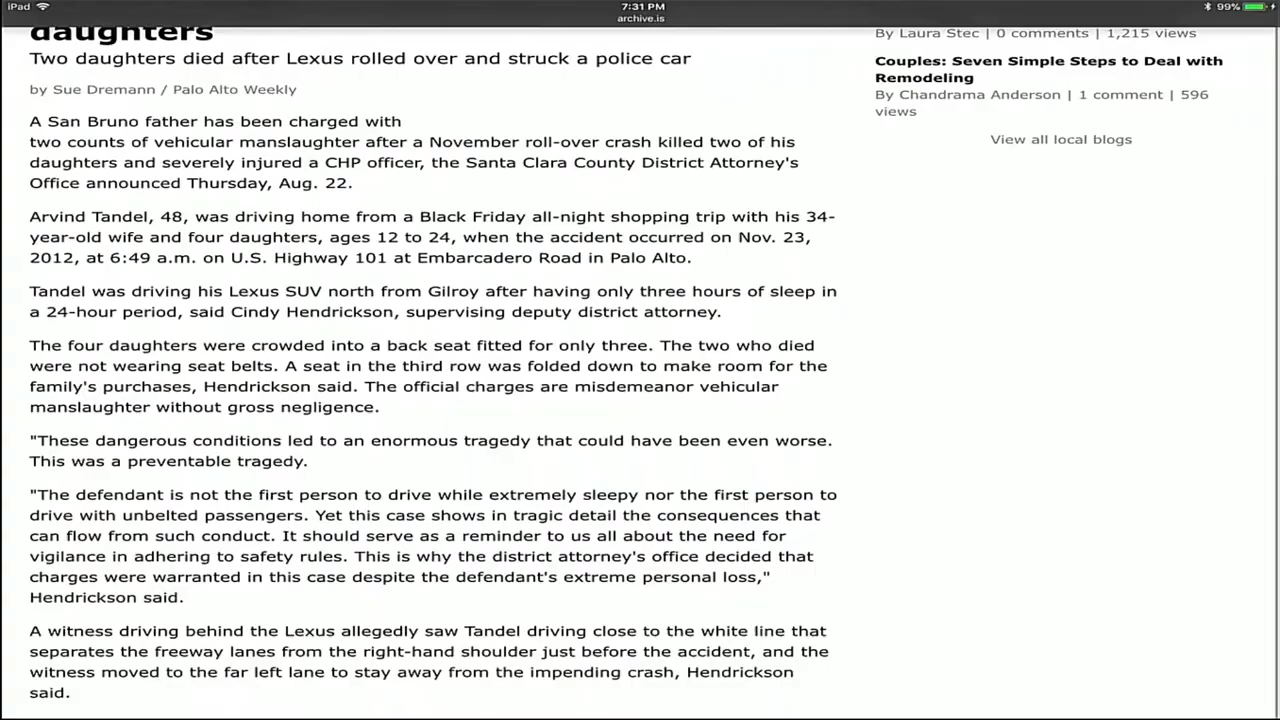 iPad
7:31 PM
99%
archive.is
daughters
Two daughters died after Lexus rolled over and struck a police car
by Sue Dremann / Palo Alto Weekly
A San Bruno father has been charged with
two counts of vehicular manslaughter after a November roll-over crash killed two of his
daughters and severely injured a CHP officer, the Santa Clara County District Attorney's
Office announced Thursday, Aug. 22.
Arvind Tandel, 48, was driving home from a Black Friday all-night shopping trip with his 34-
year-old wife and four daughters, ages 12 to 24, when the accident occurred on Nov. 23,
2012, at 6:49 a.m. on U.S. Highway 101 at Embarcadero Road in Palo Alto.
Tandel was driving his Lexus SUV north from Gilroy after having only three hours of sleep in
a 24-hour period, said Cindy Hendrickson, supervising deputy district attorney.
The four daughters were crowded into a back seat fitted for only three. The two who died
were not wearing seat belts. A seat in the third row was folded down to make room for the
family's purchases, Hendrickson said. The official charges are misdemeanor vehicular
manslaughter without gross negligence.
"These dangerous conditions led to an enormous tragedy that could have been even worse.
This was a preventable tragedy.
"The defendant is not the first person to drive while extremely sleepy nor the first person to
drive with unbelted passengers. Yet this case shows in tragic detail the consequences that
can flow from such conduct. It should serve as a reminder to us all about the need for
vigilance in adhering to safety rules. This is why the district attorney's office decided that
charges were warranted in this case despite the defendant's extreme personal loss,"
Hendrickson said.
A witness driving behind the Lexus allegedly saw Tandel driving close to the white line that
separates the freeway lanes from the right-hand shoulder just before the accident, and the
witness moved to the far left lane to stay away from the impending crash, Hendrickson
said.
By Laura Stec | 0 comments | 1,215 views
Couples: Seven Simple Steps to Deal with
Remodeling
By Chandrama Anderson | 1 comment | 596
views
View all local blogs